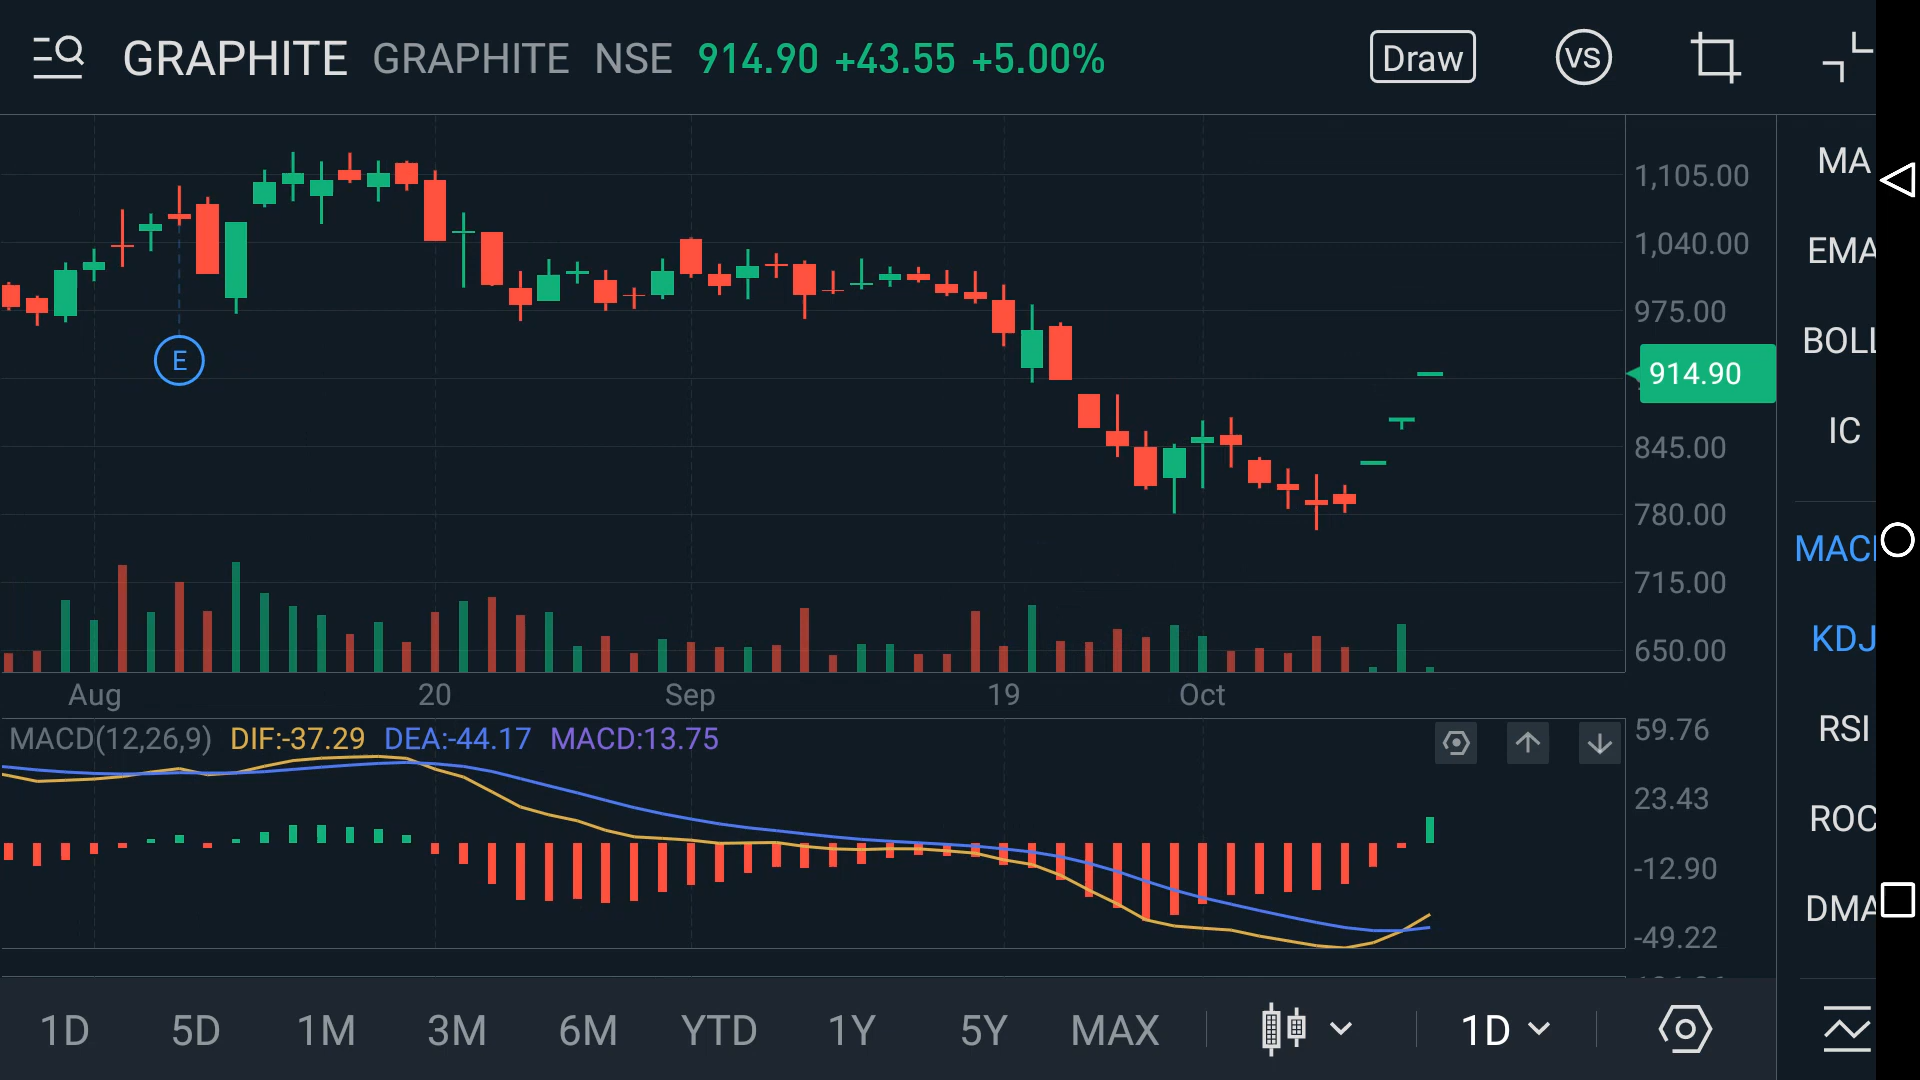 GRAPHITE GRAPHITE NSE 914.90 +43.55 +5.00% Draw VS
1,105.00
1,040.00
975.00
914.90
845.00
780.00
715.00
650.00
E
Aug 20 Sep 19 Oct
MACD(12,26,9) DIF:-37.29 DEA:-44.17 MACD:13.75
59.76
23.43
-12.90
-49.22
MA
EMA
BOLL
IC
MACD
KDJ
RSI
ROC
DMA
1D 5D 1M 3M 6M YTD 1Y 5Y MAX 1D